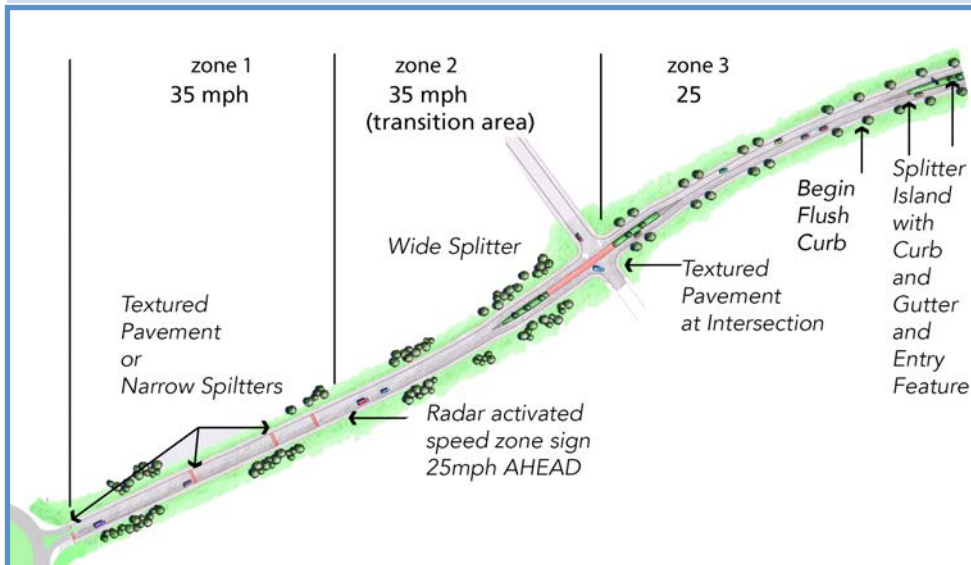 zone 1
35 mph
zone 2
35 mph
(transition area)
zone 3
25
Wide Splitter
Textured
Pavement
or
Narrow Spiltters
Radar activated
speed zone sign
25mph AHEAD
Textured
Pavement
at Intersection
Begin
Flush
Curb
Splitter
Island
with
Curb
and
Gutter
and
Entry
Feature